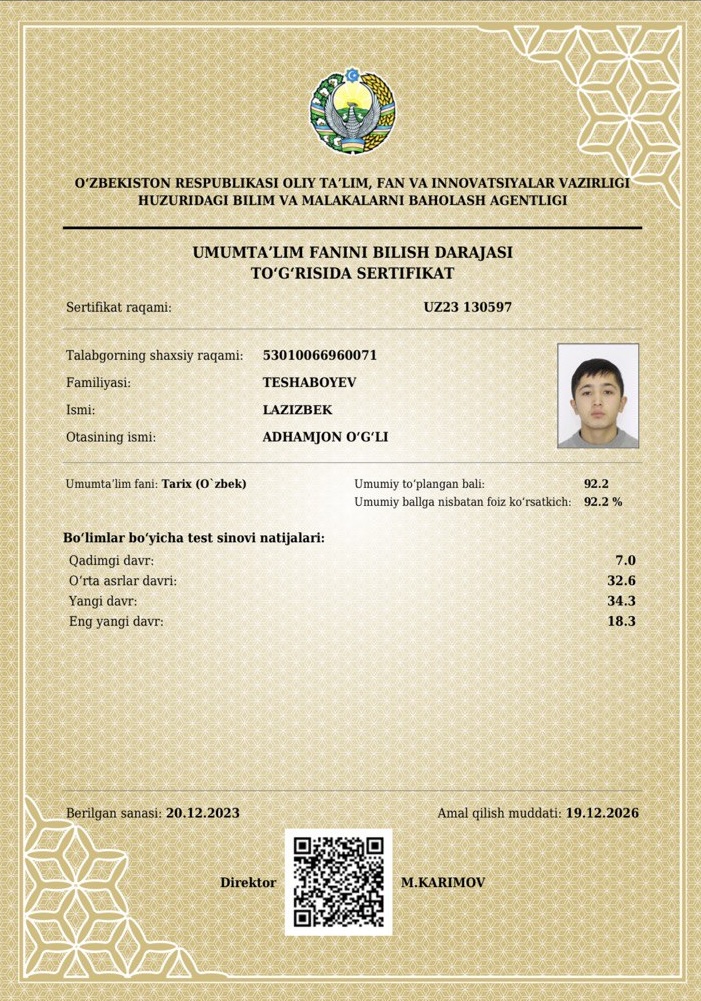 O‘ZBEKISTON RESPUBLIKASI OLIY TA’LIM, FAN VA INNOVATSIYALAR VAZIRLIGI
HUZURIDAGI BILIM VA MALAKALARNI BAHOLASH AGENTLIGI
UMUMTA’LIM FANINI BILISH DARAJASI
TO‘G‘RISIDA SERTIFIKAT
Sertifikat raqami: UZ23 130597
Talabgorning shaxsiy raqami: 53010066960071
Familiyasi: TESHABOYEV
Ismi: LAZIZBEK
Otasining ismi: ADHAMJON O‘G‘LI
Umumta’lim fani: Tarix (O`zbek) Umumiy to‘plangan bali: 92.2
Umumiy ballga nisbatan foiz ko‘rsatkich: 92.2 %
Bo‘limlar bo‘yicha test sinovi natijalari:
Qadimgi davr: 7.0
O‘rta asrlar davri: 32.6
Yangi davr: 34.3
Eng yangi davr: 18.3
Berilgan sanasi: 20.12.2023 Amal qilish muddati: 19.12.2026
Direktor M.KARIMOV